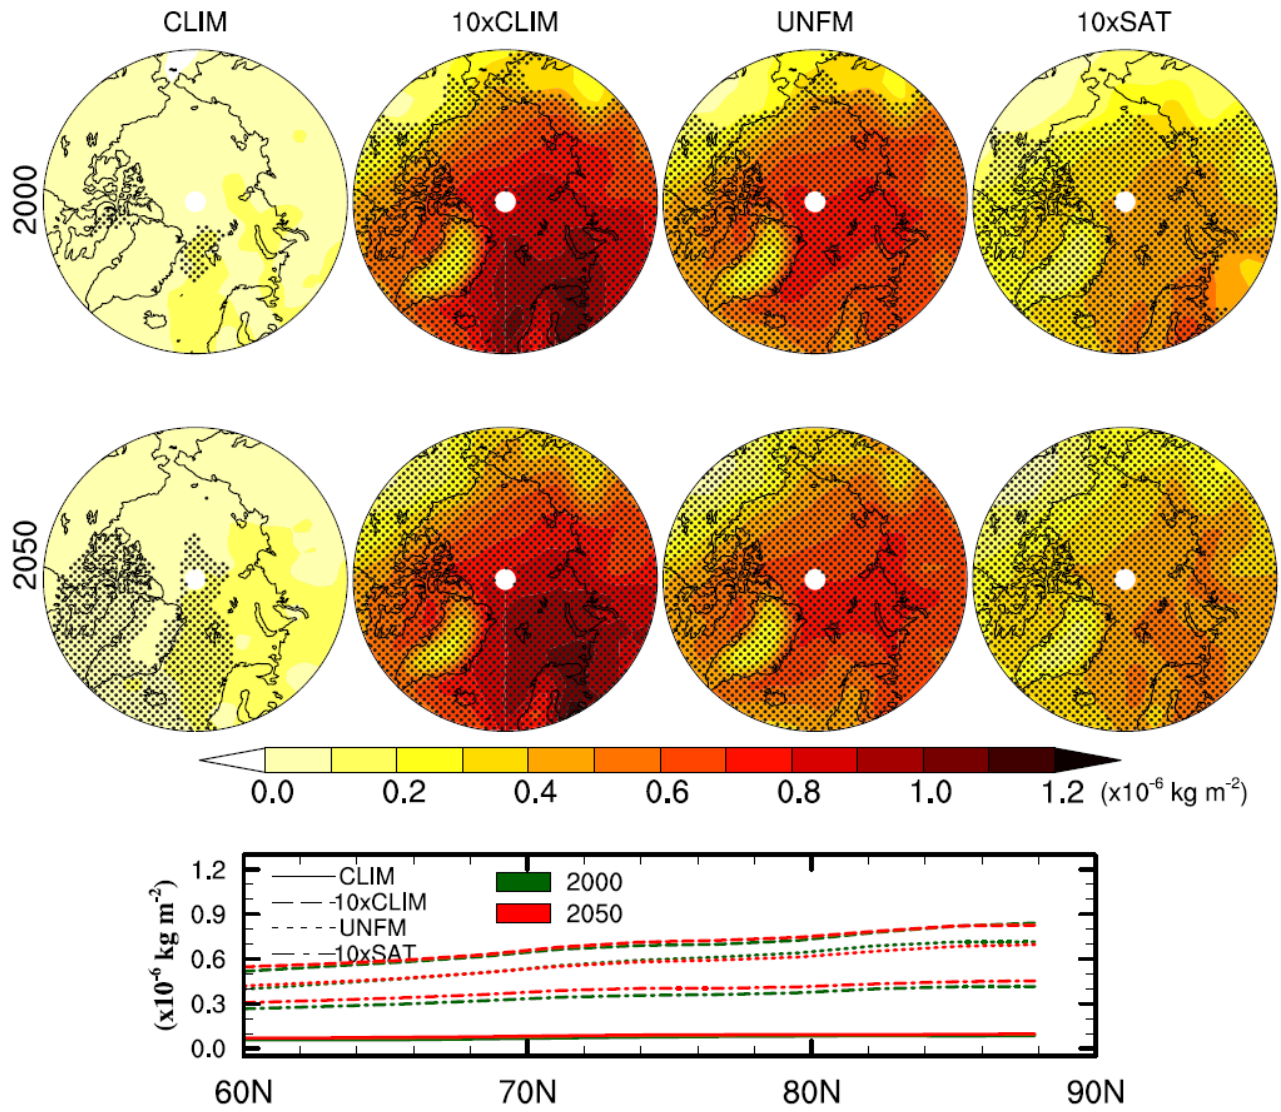 CLIM 10xCLIM UNFM 10xSAT
2000
2050
0.0 0.2 0.4 0.6 0.8 1.0 1.2 (x10⁻⁶ kg m⁻²)
(x10⁻⁶ kg m⁻²)
1.2
0.9
0.6
0.3
0.0
CLIM
10xCLIM
UNFM
10xSAT
2000
2050
60N 70N 80N 90N